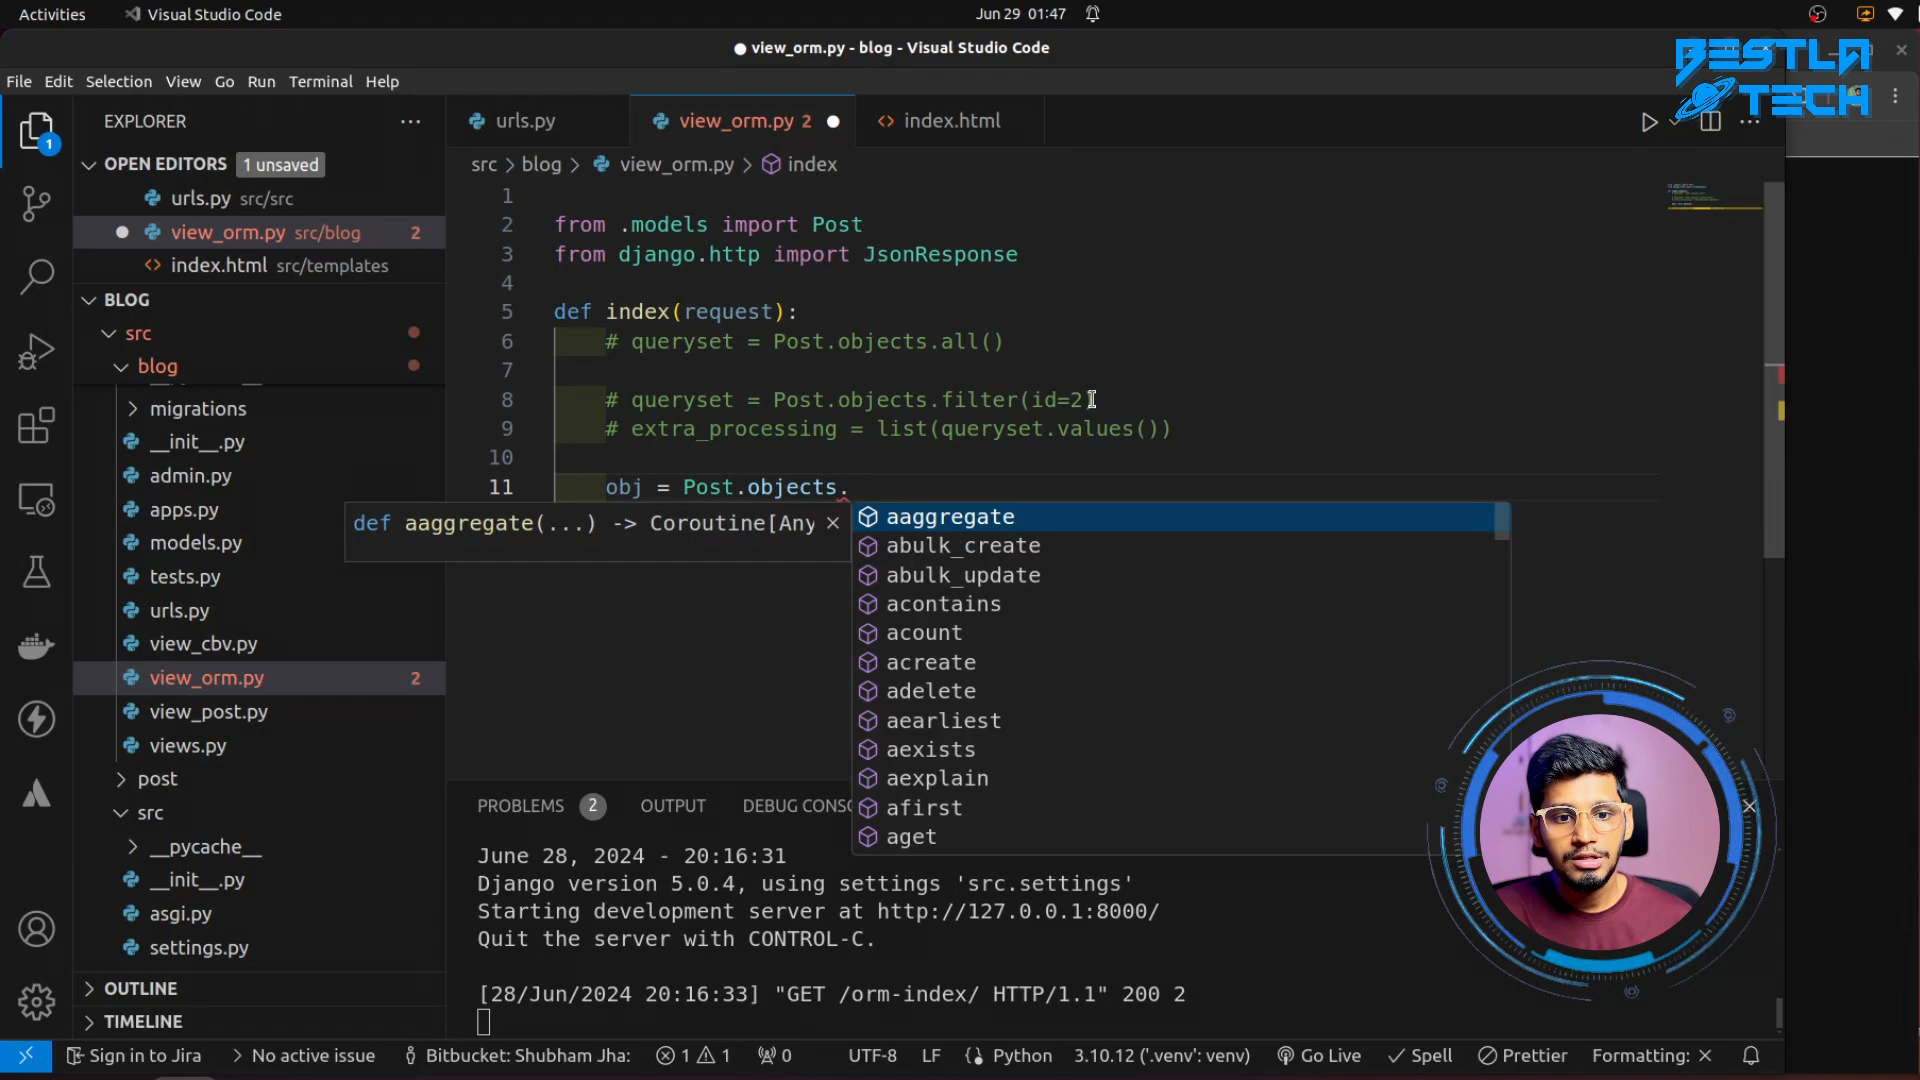 Activities
Visual Studio Code
Jun 29 01:47
view_orm.py - blog - Visual Studio Code
BESTLA TECH
File Edit Selection View Go Run Terminal Help
EXPLORER
urls.py
view_orm.py 2
index.html
OPEN EDITORS 1 unsaved
src > blog > view_orm.py > index
urls.py src/src
view_orm.py src/blog 2
index.html src/templates
BLOG
src
blog
migrations
__init__.py
admin.py
apps.py
models.py
tests.py
urls.py
view_cbv.py
view_orm.py 2
view_post.py
views.py
post
src
__pycache__
__init__.py
asgi.py
settings.py
OUTLINE
TIMELINE
1
2 from .models import Post
3 from django.http import JsonResponse
4
5 def index(request):
6 # queryset = Post.objects.all()
7
8 # queryset = Post.objects.filter(id=2)
9 # extra_processing = list(queryset.values())
10
11 obj = Post.objects.
def aaggregate(...) -> Coroutine[Any
aaggregate
abulk_create
abulk_update
acontains
acount
acreate
adelete
aearliest
aexists
aexplain
afirst
aget
PROBLEMS 2 OUTPUT DEBUG CONSO
June 28, 2024 - 20:16:31
Django version 5.0.4, using settings 'src.settings'
Starting development server at http://127.0.0.1:8000/
Quit the server with CONTROL-C.
[28/Jun/2024 20:16:33] "GET /orm-index/ HTTP/1.1" 200 2
1
Sign in to Jira No active issue Bitbucket: Shubham Jha: 1 1 0 UTF-8 LF Python 3.10.12 ('.venv': venv) Go Live Spell Prettier Formatting: ×